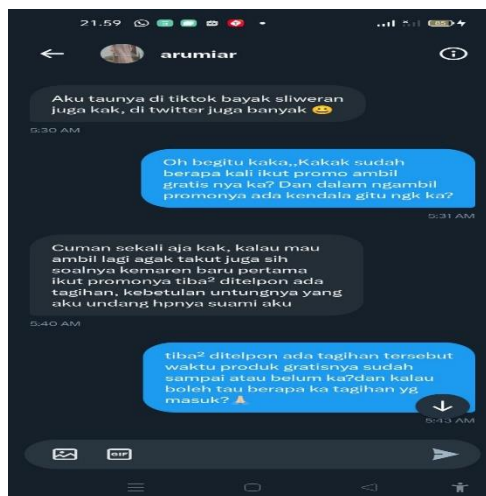 21.59
arumiar
Aku taunya di tiktok bayak sliweran
juga kak, di twitter juga banyak 😀
5:30 AM
Oh begitu kaka,,Kakak sudah
berapa kali ikut promo ambil
gratis nya ka? Dan dalam ngambil
promonya ada kendala gitu ngk ka?
5:31 AM
Cuman sekali aja kak, kalau mau
ambil lagi agak takut juga sih
soalnya kemaren baru pertama
ikut promonya tiba² ditelpon ada
tagihan, kebetulan untungnya yang
aku undang hpnya suami aku
5:40 AM
tiba² ditelpon ada tagihan tersebut
waktu produk gratisnya sudah
sampai atau belum ka?dan kalau
boleh tau berapa ka tagihan yg
masuk? 🙏🏻
5:43 AM
GIF